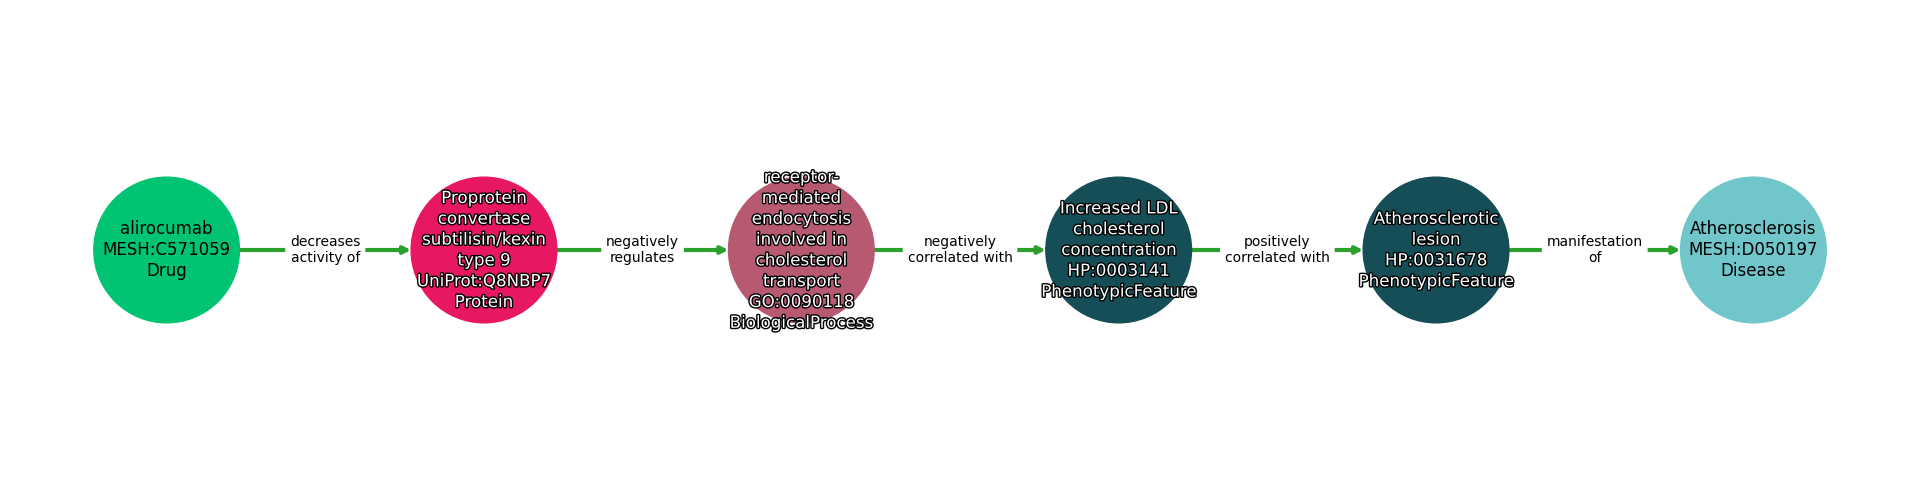 alirocumab
MESH:C571059
Drug
decreases
activity of
Proprotein
convertase
subtilisin/kexin
type 9
UniProt:Q8NBP7
Protein
negatively
regulates
receptor-
mediated
endocytosis
involved in
cholesterol
transport
GO:0090118
BiologicalProcess
negatively
correlated with
Increased LDL
cholesterol
concentration
HP:0003141
PhenotypicFeature
positively
correlated with
Atherosclerotic
lesion
HP:0031678
PhenotypicFeature
manifestation
of
Atherosclerosis
MESH:D050197
Disease